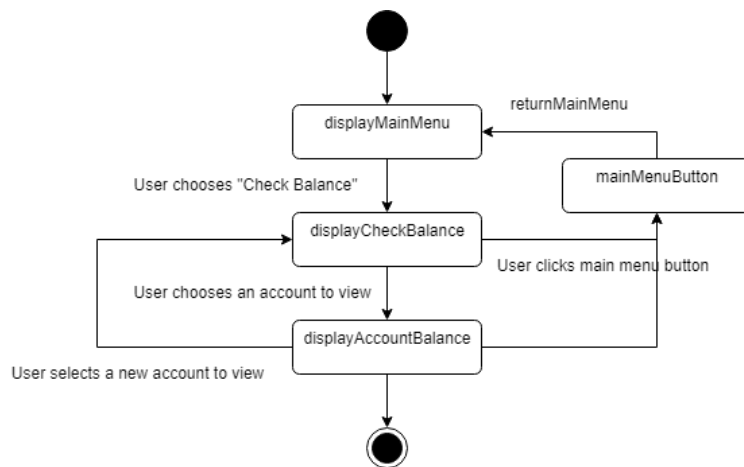 displayMainMenu
returnMainMenu
mainMenuButton
User chooses "Check Balance"
displayCheckBalance
User clicks main menu button
User chooses an account to view
displayAccountBalance
User selects a new account to view